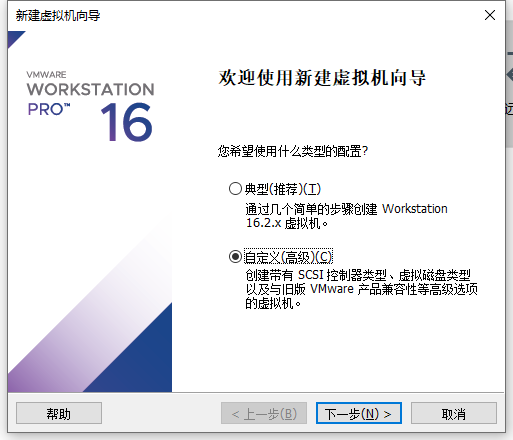 新建虚拟机向导
VMWARE
WORKSTATION
PRO™ 16
欢迎使用新建虚拟机向导
您希望使用什么类型的配置?
典型(推荐)(T)
通过几个简单的步骤创建 Workstation
16.2.x 虚拟机。
自定义(高级)(C)
创建带有 SCSI 控制器类型、虚拟磁盘类型
以及与旧版 VMware 产品兼容性等高级选项
的虚拟机。
帮助
< 上一步(B)
下一步(N) >
取消